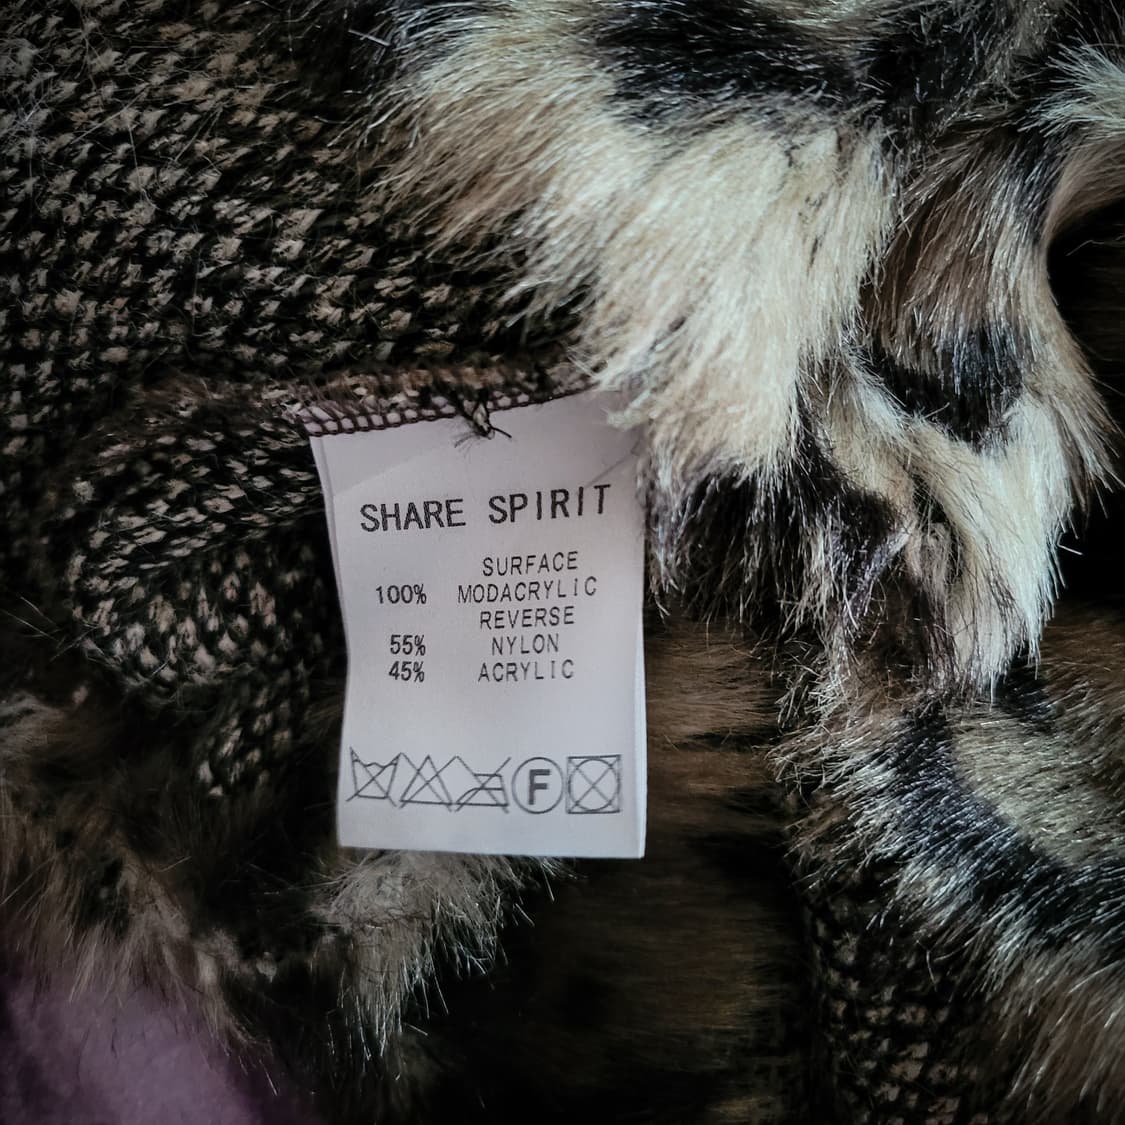 SHARE SPIRIT
SURFACE
100% MODACRYLIC
REVERSE
55% NYLON
45% ACRYLIC
F